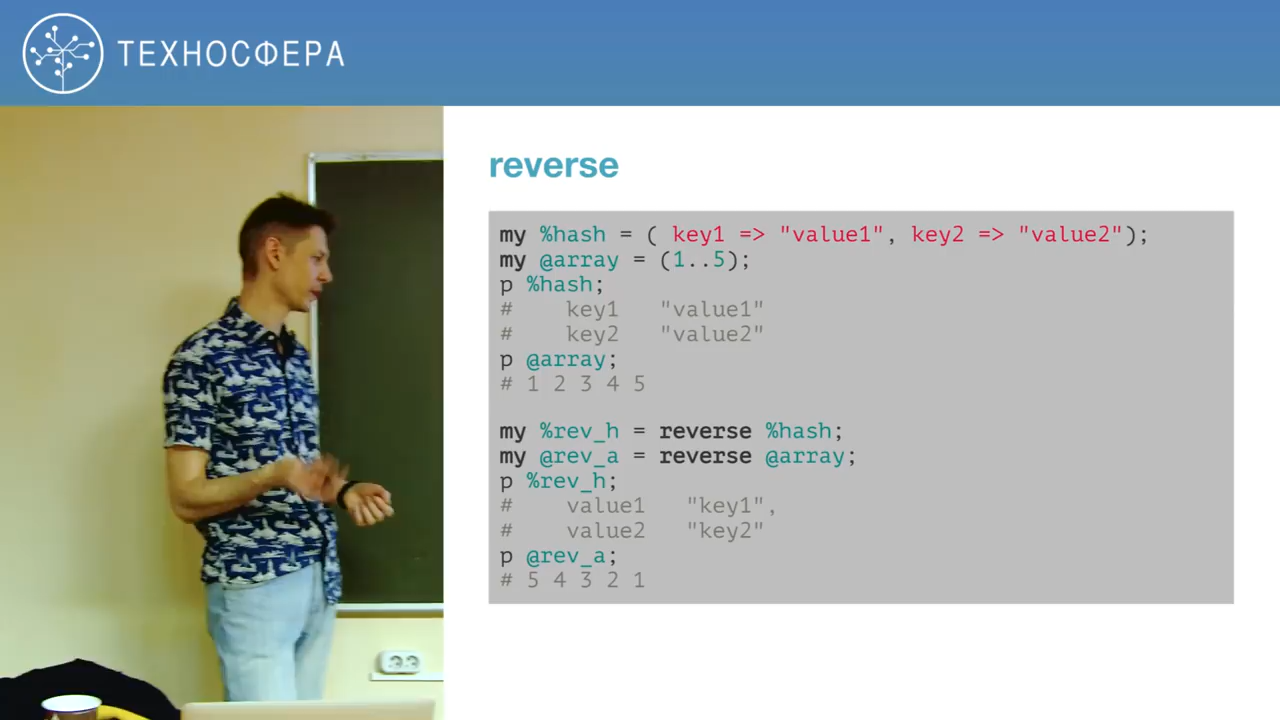 ТЕХНОСФЕРА
reverse
my %hash = ( key1 => "value1", key2 => "value2");
my @array = (1..5);
p %hash;
#    key1   "value1"
#    key2   "value2"
p @array;
# 1 2 3 4 5
my %rev_h = reverse %hash;
my @rev_a = reverse @array;
p %rev_h;
#    value1   "key1",
#    value2   "key2"
p @rev_a;
# 5 4 3 2 1